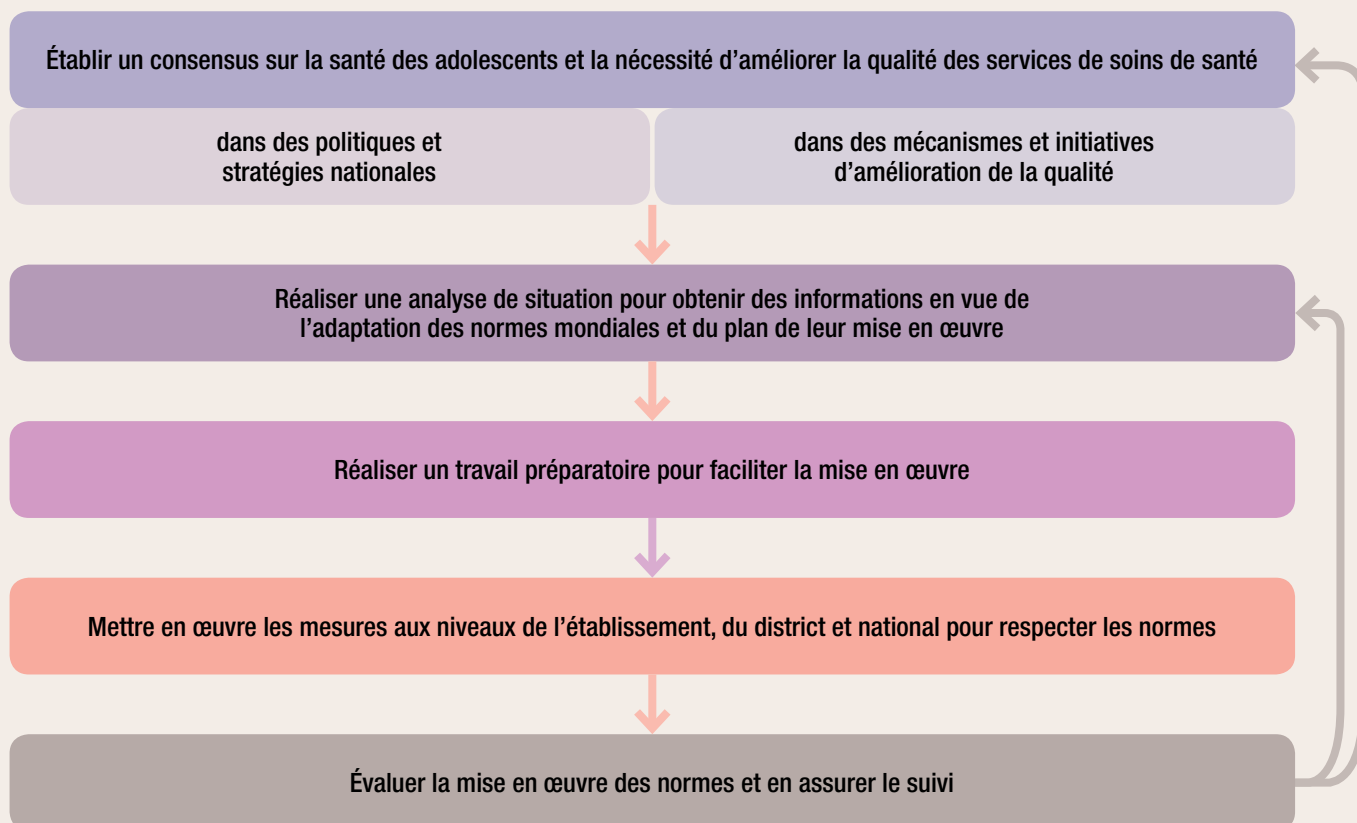 Établir un consensus sur la santé des adolescents et la nécessité d’améliorer la qualité des services de soins de santé
dans des politiques et
stratégies nationales
dans des mécanismes et initiatives
d’amélioration de la qualité
Réaliser une analyse de situation pour obtenir des informations en vue de
l’adaptation des normes mondiales et du plan de leur mise en œuvre
Réaliser un travail préparatoire pour faciliter la mise en œuvre
Mettre en œuvre les mesures aux niveaux de l’établissement, du district et national pour respecter les normes
Évaluer la mise en œuvre des normes et en assurer le suivi